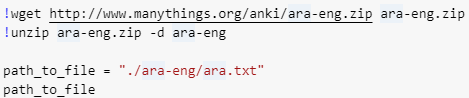 !wget http://www.manythings.org/anki/ara-eng.zip ara-eng.zip
!unzip ara-eng.zip -d ara-eng
path_to_file = "./ara-eng/ara.txt"
path_to_file